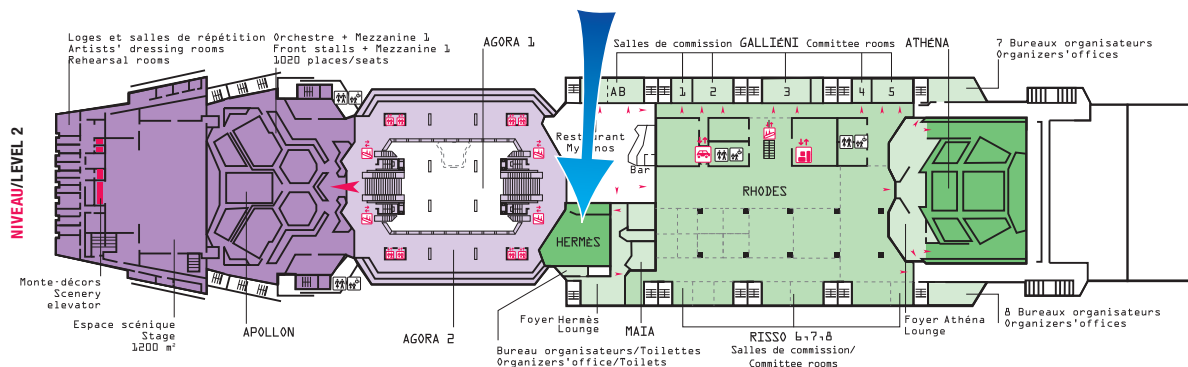 NIVEAU/LEVEL 2
Loges et salles de répétition
Artists' dressing rooms
Rehearsal rooms
Orchestre + Mezzanine 1
Front stalls + Mezzanine 1
1020 places/seats
AGORA 1
Salles de commission GALLIÉNI Committee rooms
ATHÉNA
7 Bureaux organisateurs
Organizers'offices
AB
1
2
3
4
5
Bar
RHODES
HERMÈS
Monte-décors
Scenery
elevator
Espace scénique
Stage
1200 m²
APOLLON
AGORA 2
Foyer Hermès
Lounge
MAIA
Bureau organisateurs/Toilettes
Organizers'office/Toilets
RISSO 6,7,8
Salles de commission/
Committee rooms
Foyer Athéna
Lounge
8 Bureaux organisateurs
Organizers'offices